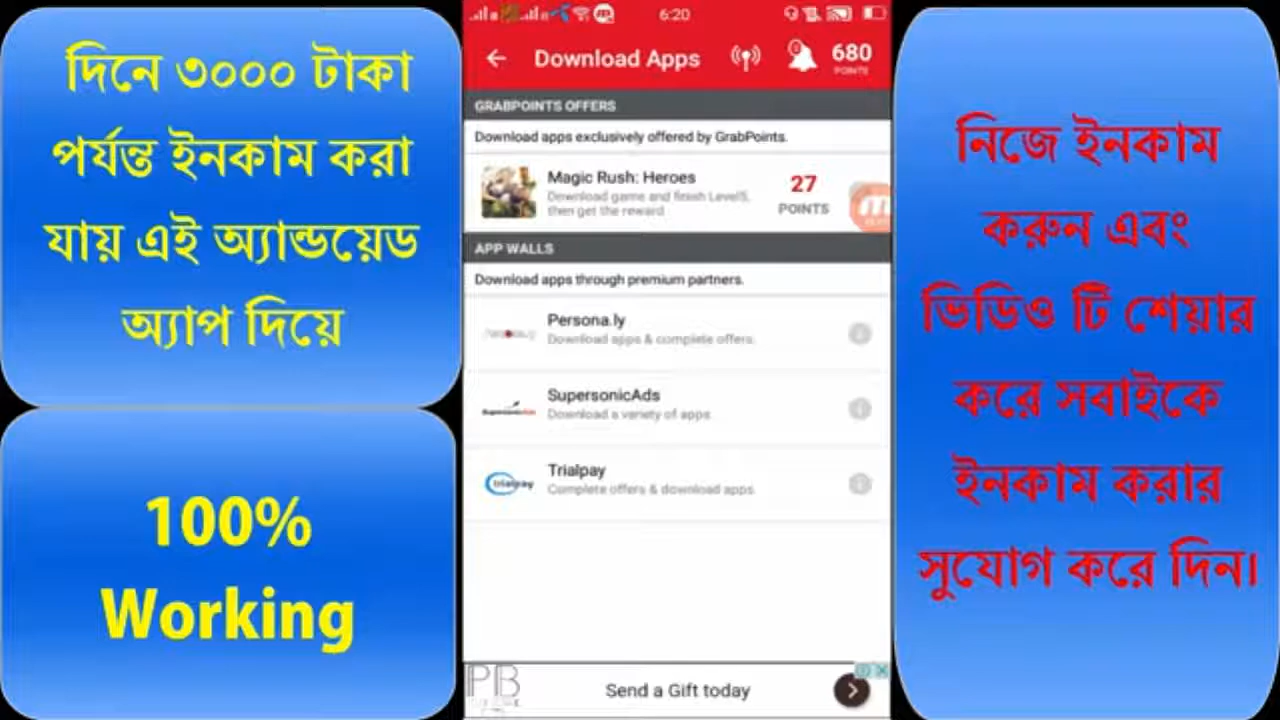 দিনে ৩০০০ টাকা
পর্যন্ত ইনকাম করা
যায় এই অ্যান্ডয়েড
অ্যাপ দিয়ে
100%
Working
6:20
Download Apps
680
POINTS
GRABPOINTS OFFERS
Download apps exclusively offered by GrabPoints.
Magic Rush: Heroes
Download game and finish Level5,
then get the reward
27
POINTS
APP WALLS
Download apps through premium partners.
Persona.ly
Download apps & complete offers.
SupersonicAds
Download a variety of apps
Trialpay
trialpay
Complete offers & download apps
PB
Send a Gift today
নিজে ইনকাম
করুন এবং
ভিডিও টি শেয়ার
করে সবাইকে
ইনকাম করার
সুযোগ করে দিন।